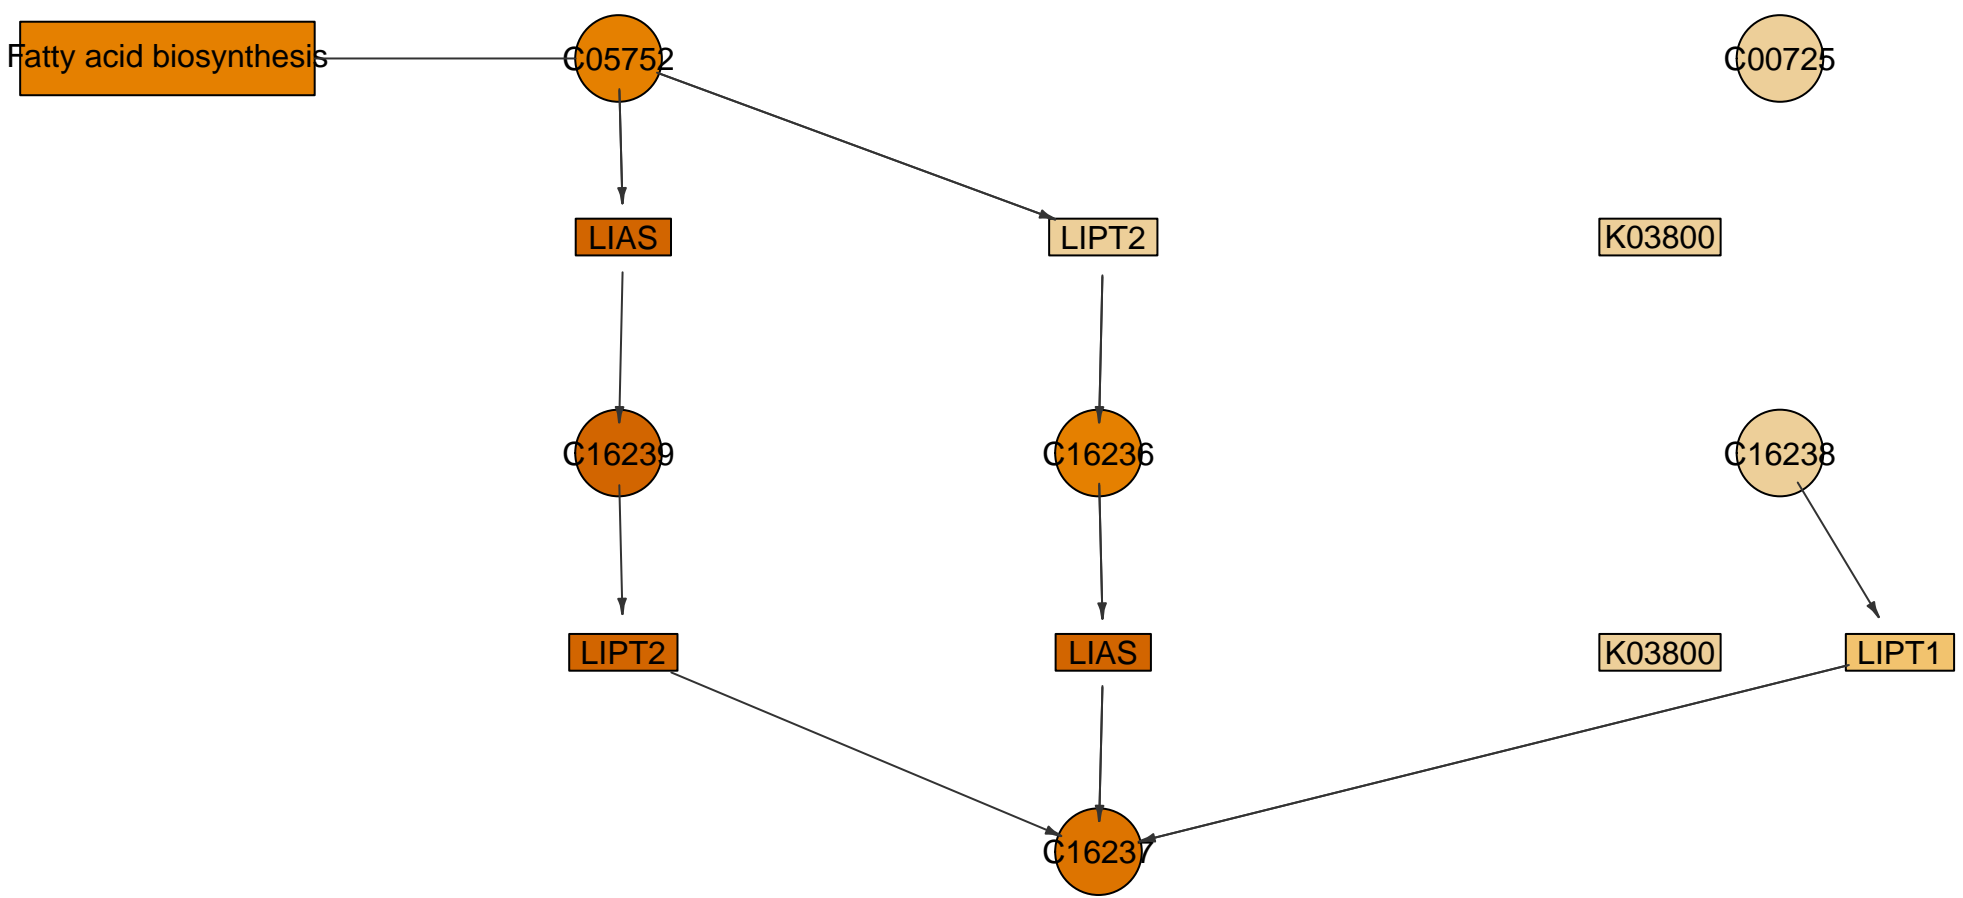 Fatty acid biosynthesis
C05752
C00725
LIAS
LIPT2
K03800
C16239
C16236
C16238
LIPT2
LIAS
K03800
LIPT1
C16237